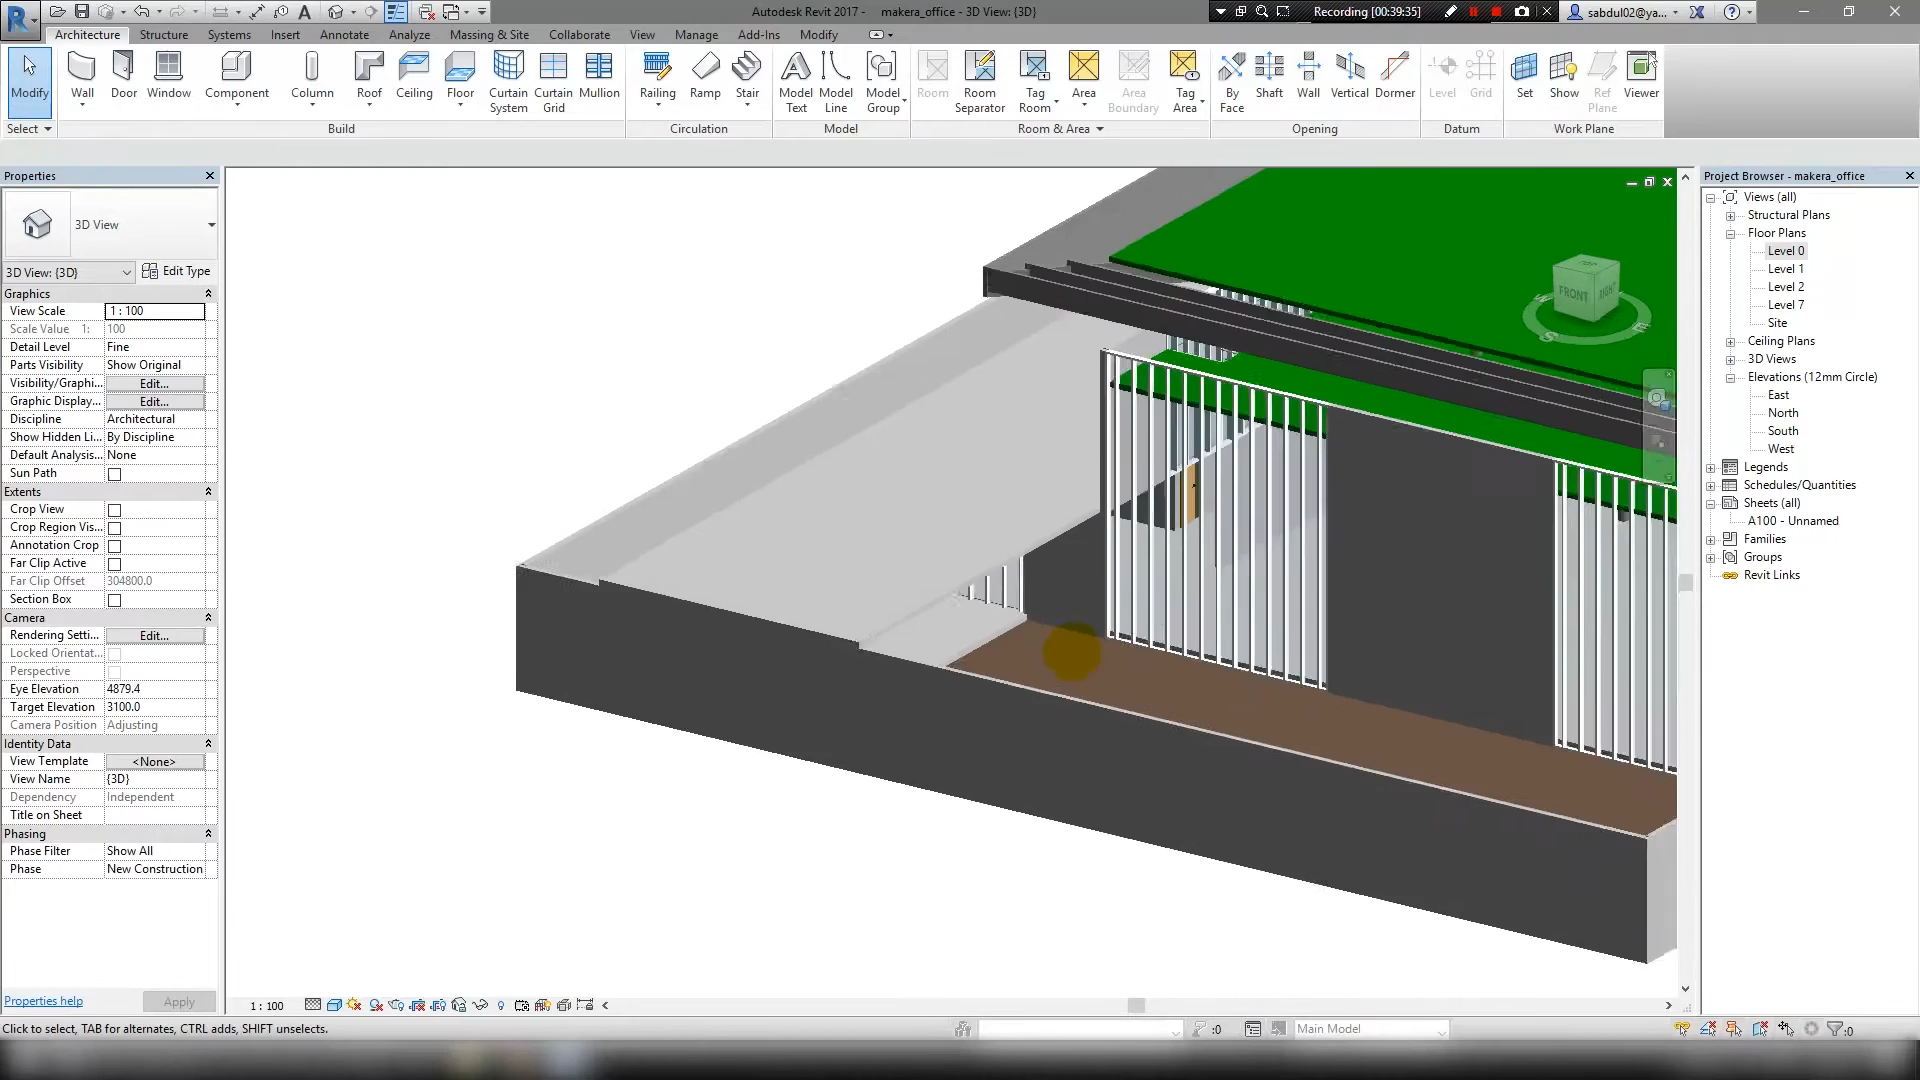 Autodesk Revit 2017 -    makera_office - 3D View: {3D}
Recording [00:39:35]
sabdul02@ya...
Architecture
Structure
Systems
Insert
Annotate
Analyze
Massing & Site
Collaborate
View
Manage
Add-Ins
Modify
Modify
Wall
Door
Window
Component
Column
Roof
Ceiling
Floor
Curtain System
Curtain Grid
Mullion
Railing
Ramp
Stair
Model Text
Model Line
Model Group
Room
Room Separator
Tag Room
Area
Area Boundary
Tag Area
By Face
Shaft
Wall
Vertical
Dormer
Level
Grid
Set
Show
Ref Plane
Viewer
Select
Build
Circulation
Model
Room & Area
Opening
Datum
Work Plane
Properties
3D View
3D View: {3D}
Edit Type
Graphics
View Scale 1 : 100
Scale Value 1: 100
Detail Level Fine
Parts Visibility Show Original
Visibility/Graphi... Edit...
Graphic Display... Edit...
Discipline Architectural
Show Hidden Li... By Discipline
Default Analysis... None
Sun Path
Extents
Crop View
Crop Region Vis...
Annotation Crop
Far Clip Active
Far Clip Offset 304800.0
Section Box
Camera
Rendering Setti... Edit...
Locked Orientat...
Perspective
Eye Elevation 4879.4
Target Elevation 3100.0
Camera Position Adjusting
Identity Data
View Template <None>
View Name {3D}
Dependency Independent
Title on Sheet
Phasing
Phase Filter Show All
Phase New Construction
Properties help
Apply
TOP
FRONT
RIGHT
W
S
E
Project Browser - makera_office
Views (all)
Structural Plans
Floor Plans
Level 0
Level 1
Level 2
Level 7
Site
Ceiling Plans
3D Views
Elevations (12mm Circle)
East
North
South
West
Legends
Schedules/Quantities
Sheets (all)
A100 - Unnamed
Families
Groups
Revit Links
1 : 100
Click to select, TAB for alternates, CTRL adds, SHIFT unselects.
:0
Main Model
:0